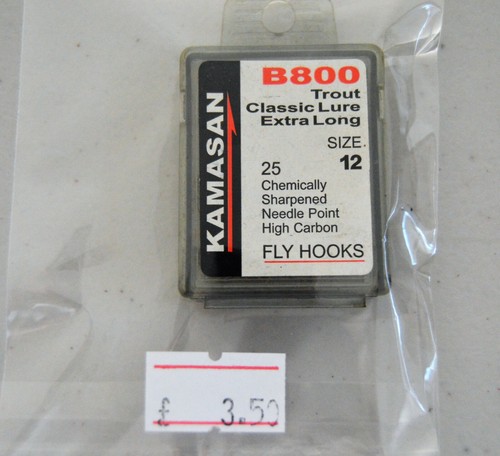 KAMASAN
B800
Trout
Classic Lure
Extra Long
SIZE
12
25
Chemically
Sharpened
Needle Point
High Carbon
FLY HOOKS
£ 3.50